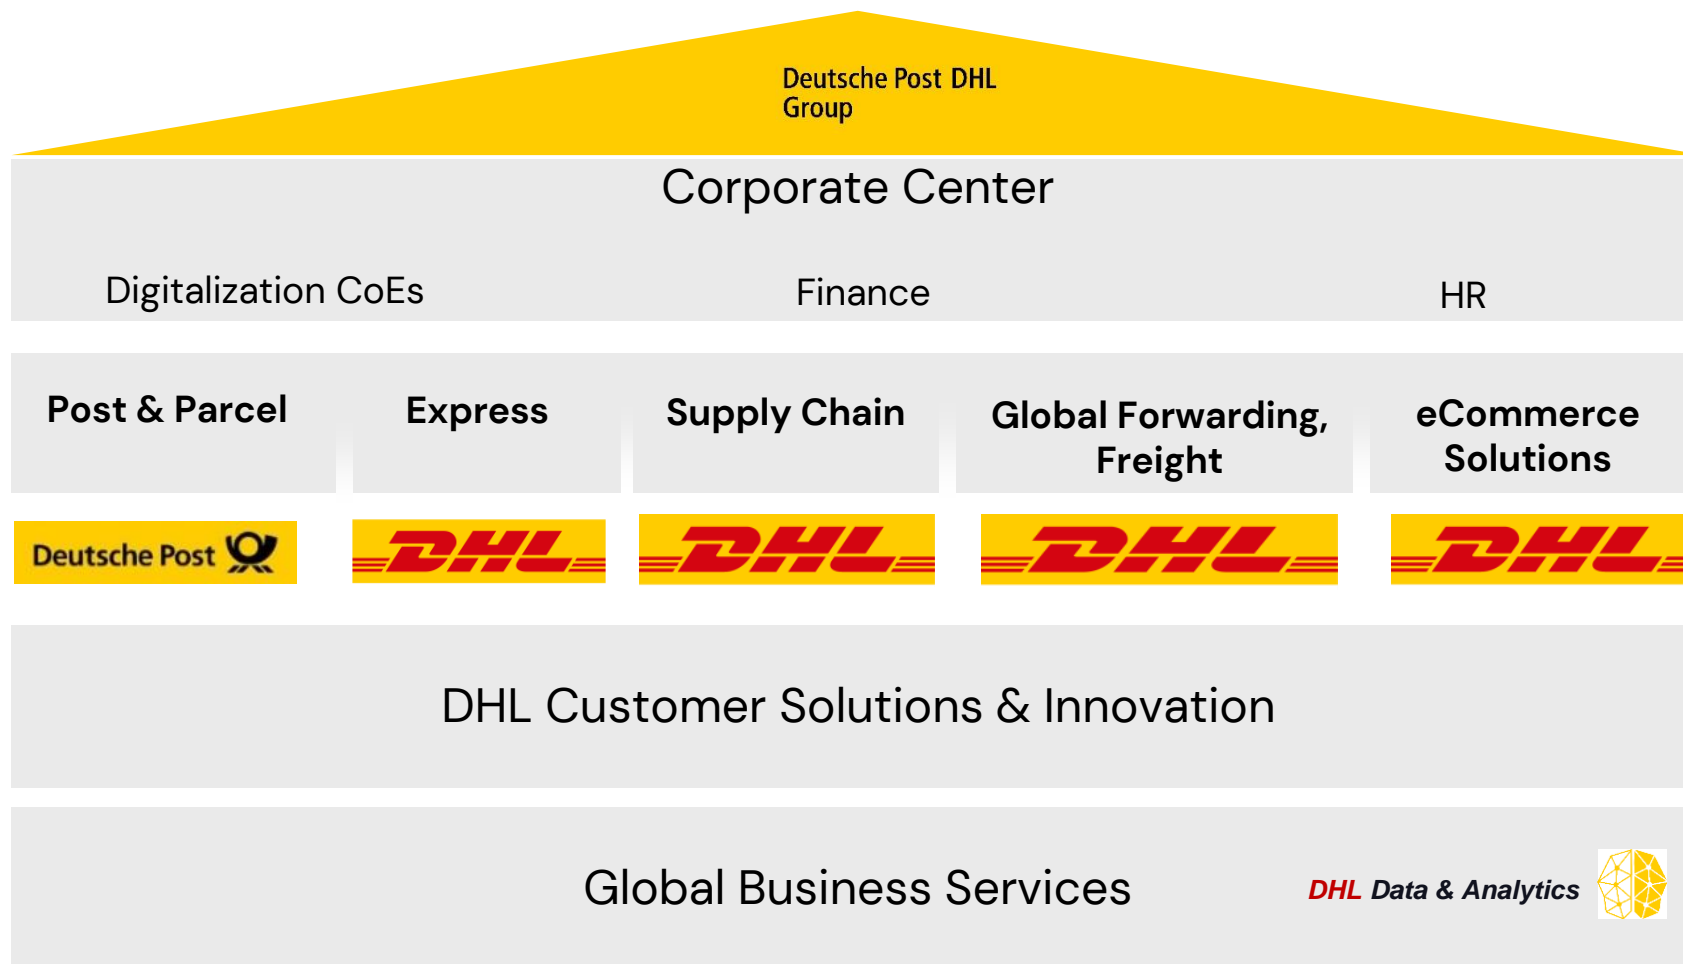 Deutsche Post DHL
Group
Corporate Center
Digitalization CoEs
Finance
HR
Post & Parcel
Express
Supply Chain
Global Forwarding,
Freight
eCommerce
Solutions
Deutsche Post
DHL
DHL
DHL
DHL
DHL Customer Solutions & Innovation
Global Business Services
DHL Data & Analytics